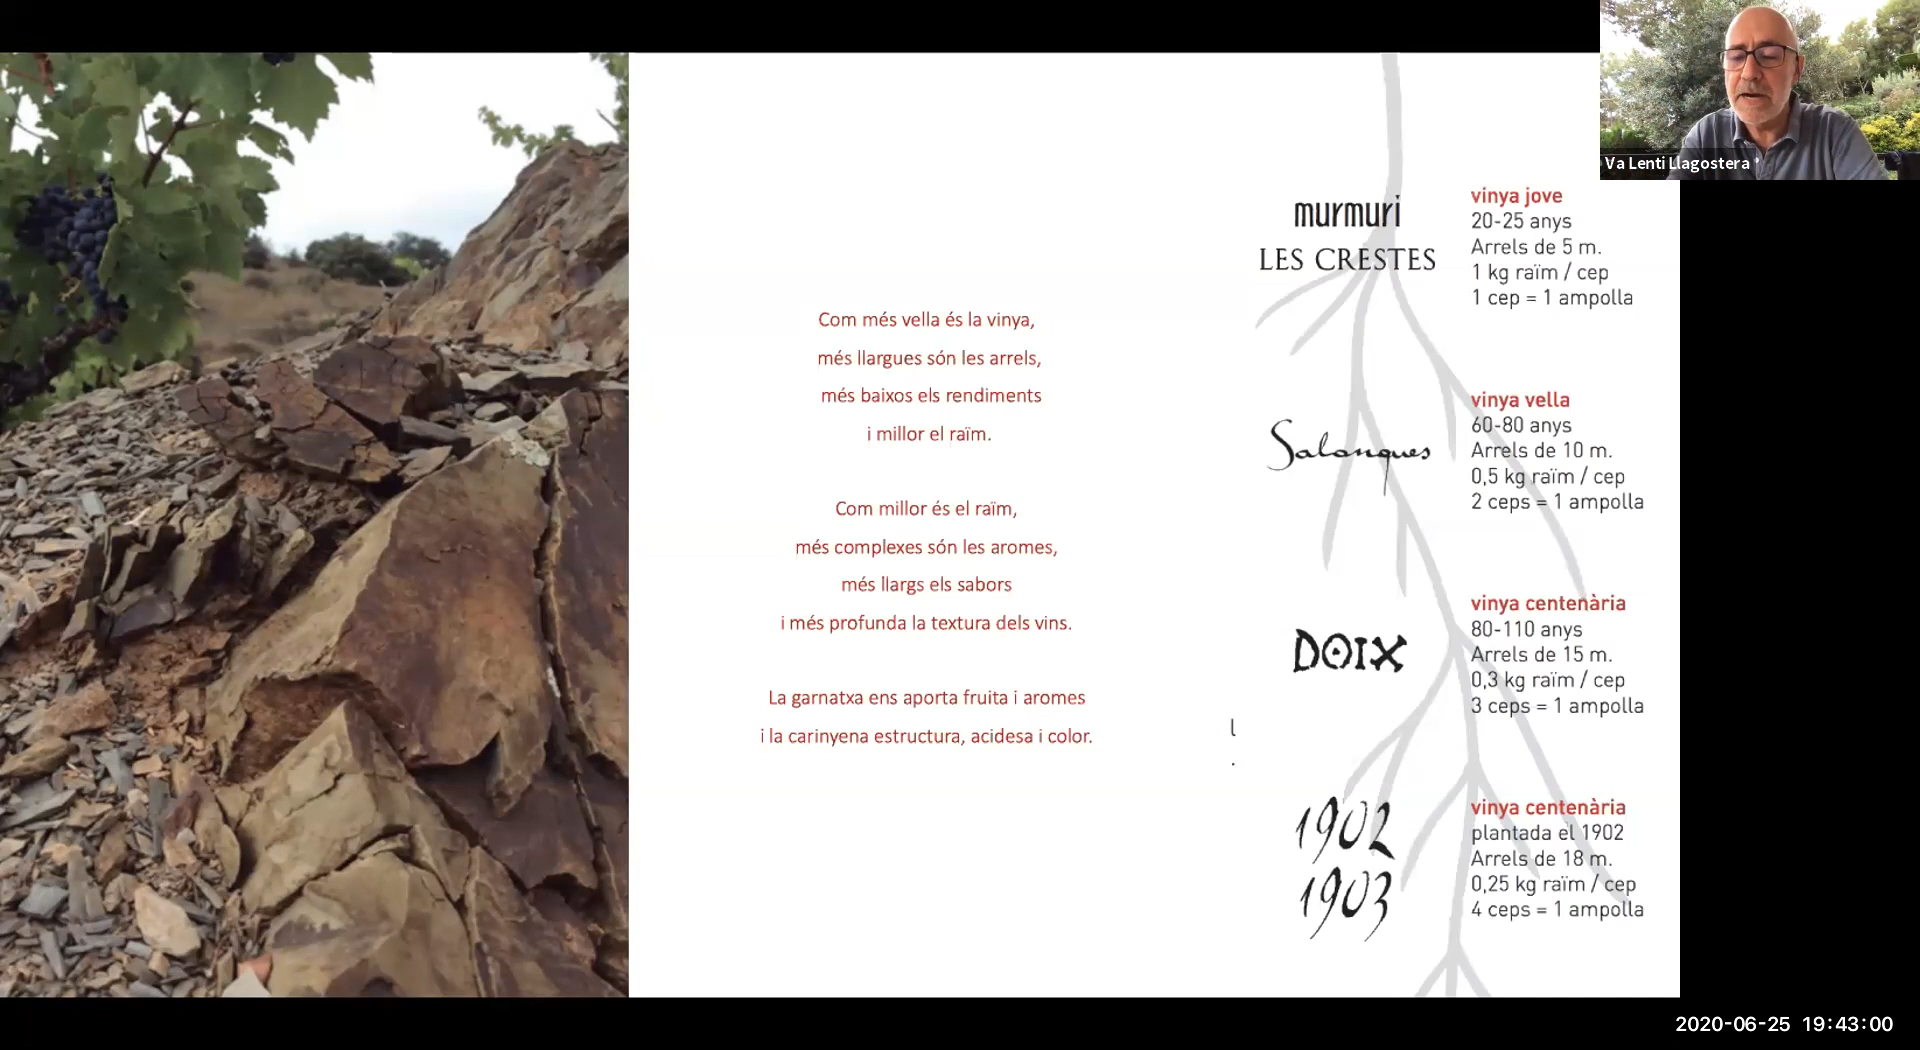 Va Lenti Llagostera
Com més vella és la vinya,
més llargues són les arrels,
més baixos els rendiments
i millor el raïm.
Com millor és el raïm,
més complexes són les aromes,
més llargs els sabors
i més profunda la textura dels vins.
La garnatxa ens aporta fruita i aromes
i la carinyena estructura, acidesa i color.
l
.
murmuri
LES CRESTES
vinya jove
20-25 anys
Arrels de 5 m.
1 kg raïm / cep
1 cep = 1 ampolla
Salanques
vinya vella
60-80 anys
Arrels de 10 m.
0,5 kg raïm / cep
2 ceps = 1 ampolla
DOIX
vinya centenària
80-110 anys
Arrels de 15 m.
0,3 kg raïm / cep
3 ceps = 1 ampolla
1902
1903
vinya centenària
plantada el 1902
Arrels de 18 m.
0,25 kg raïm / cep
4 ceps = 1 ampolla
2020-06-25 19:43:00